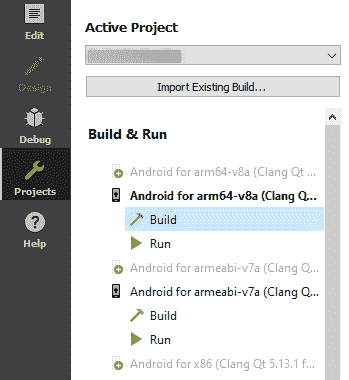 Edit
Design
Debug
Projects
Help
Active Project
Import Existing Build...
Build & Run
Android for arm64-v8a (Clang Qt ...
Android for arm64-v8a (Clang Q...
Build
Run
Android for armeabi-v7a (Clang Q...
Android for armeabi-v7a (Clang Q...
Build
Run
Android for x86 (Clang Qt 5.13.1 f...